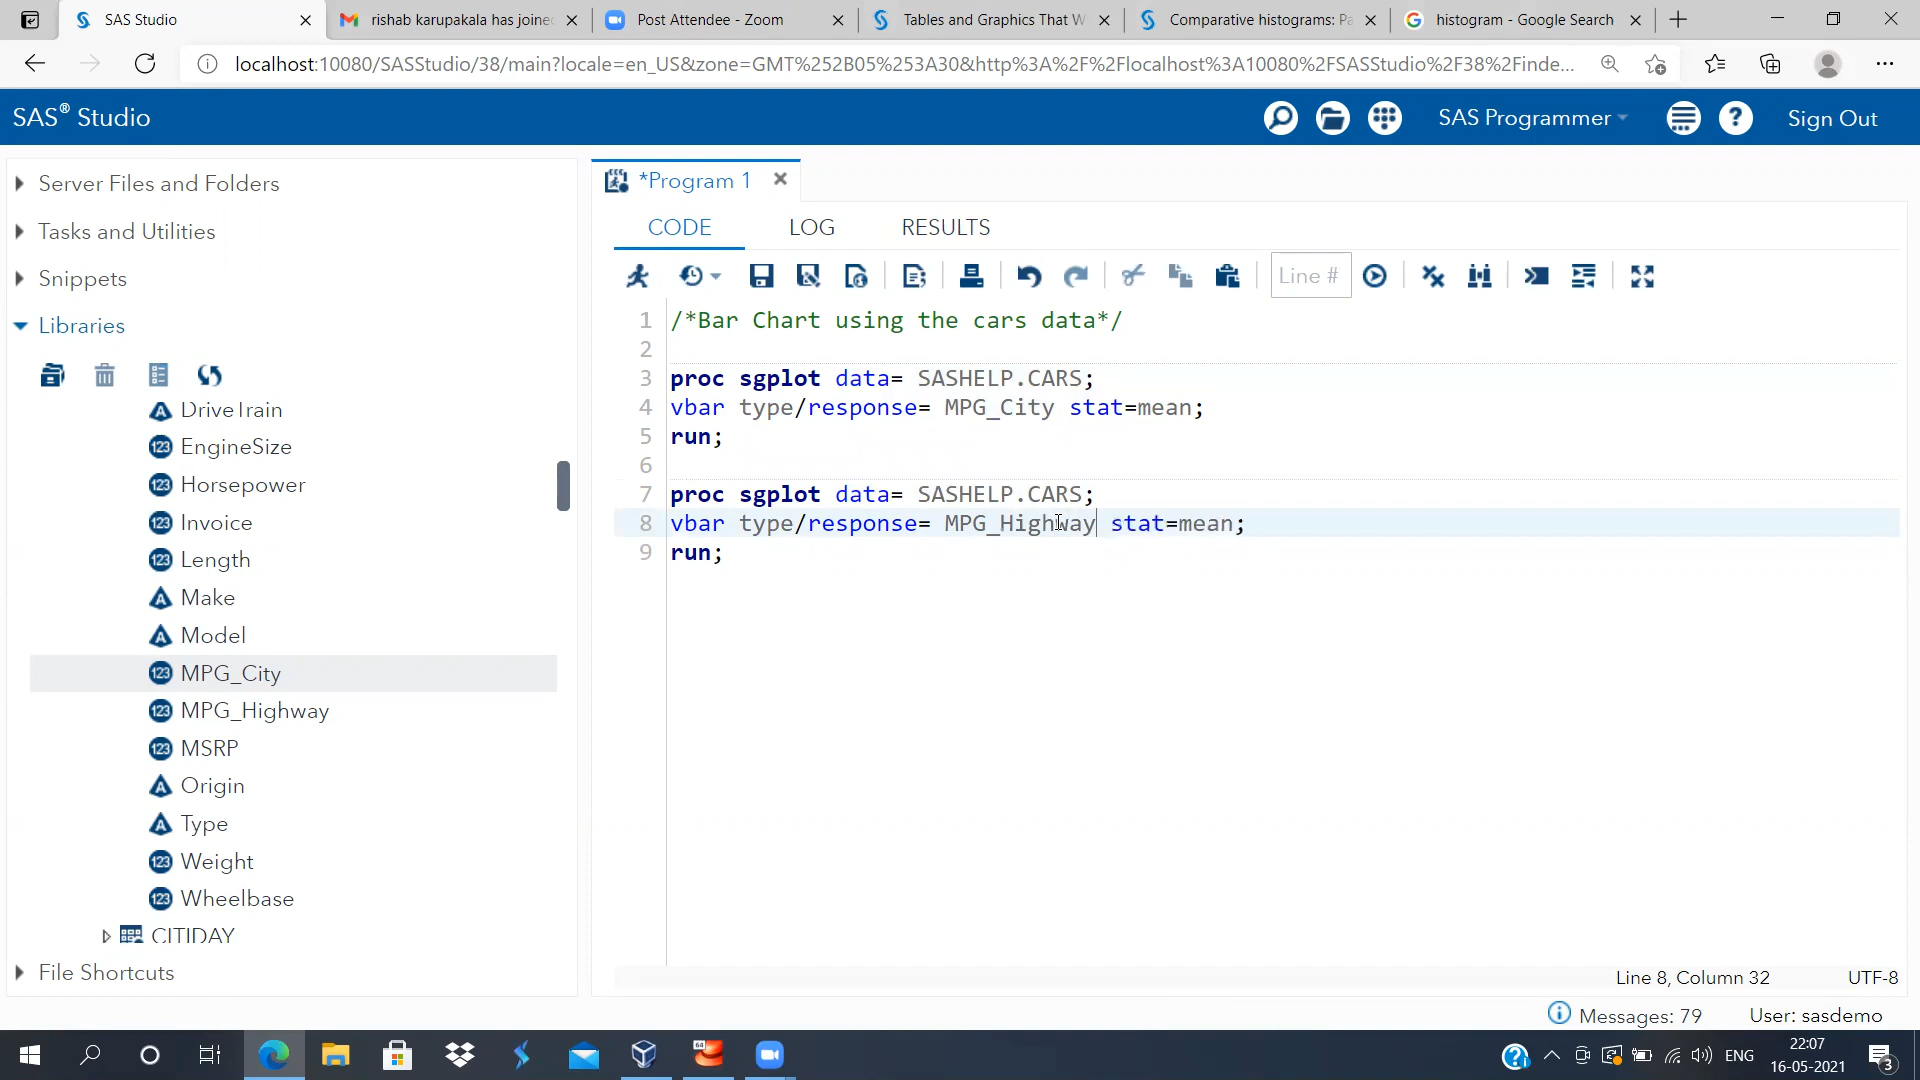 SAS Studio
rishab karupakala has joined
Post Attendee - Zoom
Tables and Graphics That W
Comparative histograms: Pa
histogram - Google Search
localhost:10080/SASStudio/38/main?locale=en_US&zone=GMT%252B05%253A30&http%3A%2F%2Flocalhost%3A10080%2FSASStudio%2F38%2Finde...
SAS® Studio
SAS Programmer
Sign Out
Server Files and Folders
Tasks and Utilities
Snippets
Libraries
DriveTrain
EngineSize
Horsepower
Invoice
Length
Make
Model
MPG_City
MPG_Highway
MSRP
Origin
Type
Weight
Wheelbase
CITIDAY
File Shortcuts
*Program 1
CODE LOG RESULTS
Line #
1 /*Bar Chart using the cars data*/
2
3 proc sgplot data= SASHELP.CARS;
4 vbar type/response= MPG_City stat=mean;
5 run;
6
7 proc sgplot data= SASHELP.CARS;
8 vbar type/response= MPG_Highway stat=mean;
9 run;
Line 8, Column 32 UTF-8
Messages: 79 User: sasdemo
64
ENG
22:07
16-05-2021
3